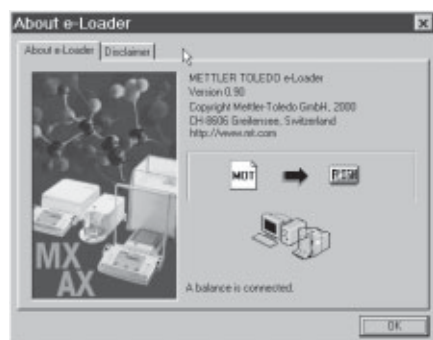 About e-Loader
About e-Loader Disclaimer
METTLER TOLEDO e-Loader
Version 0.90
Copyright Mettler-Toledo GmbH, 2000
CH-8606 Greifensee, Switzerland
http://www.mt.com
MOT
MX
AX
A balance is connected.
OK